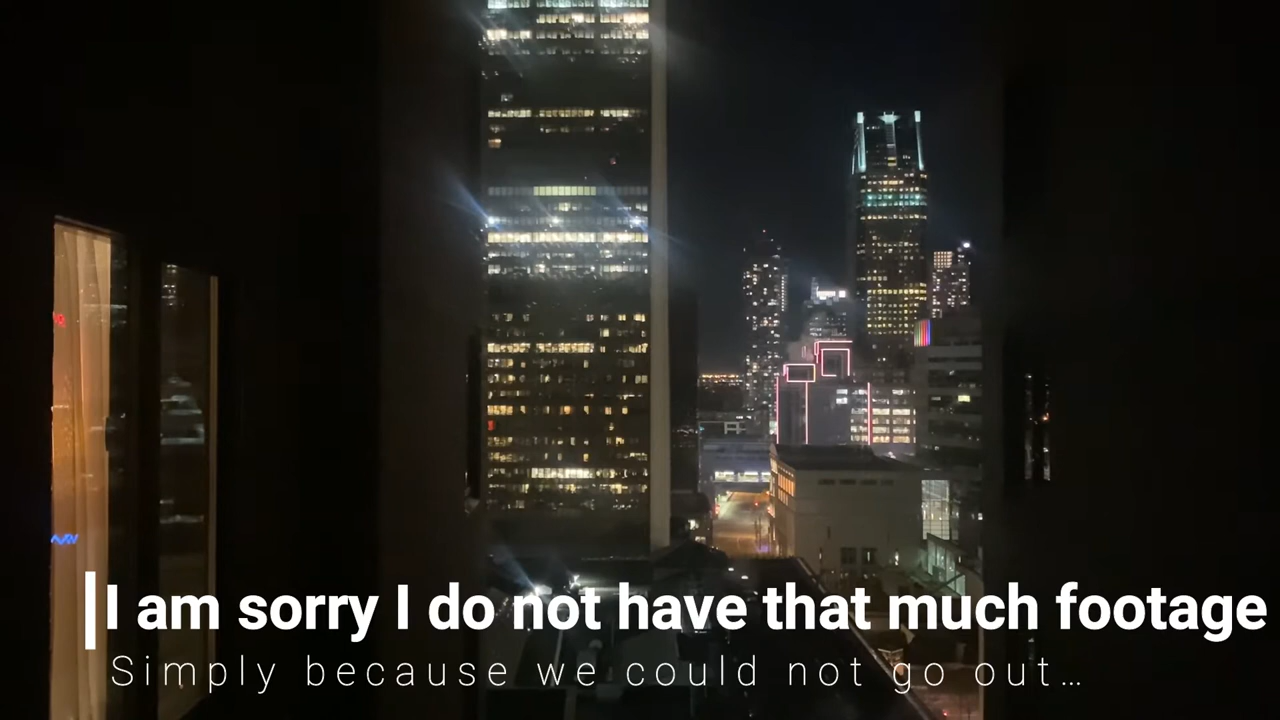 I am sorry I do not have that much footage
Simply because we could not go out…